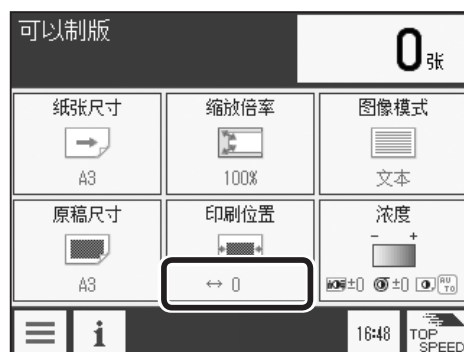 可以制版
0张
纸张尺寸
缩放倍率
图像模式
A3
100%
文本
原稿尺寸
印刷位置
浓度
- +
A3
↔ 0
±0 ±0 AUTO
i
16:48
TOP SPEED